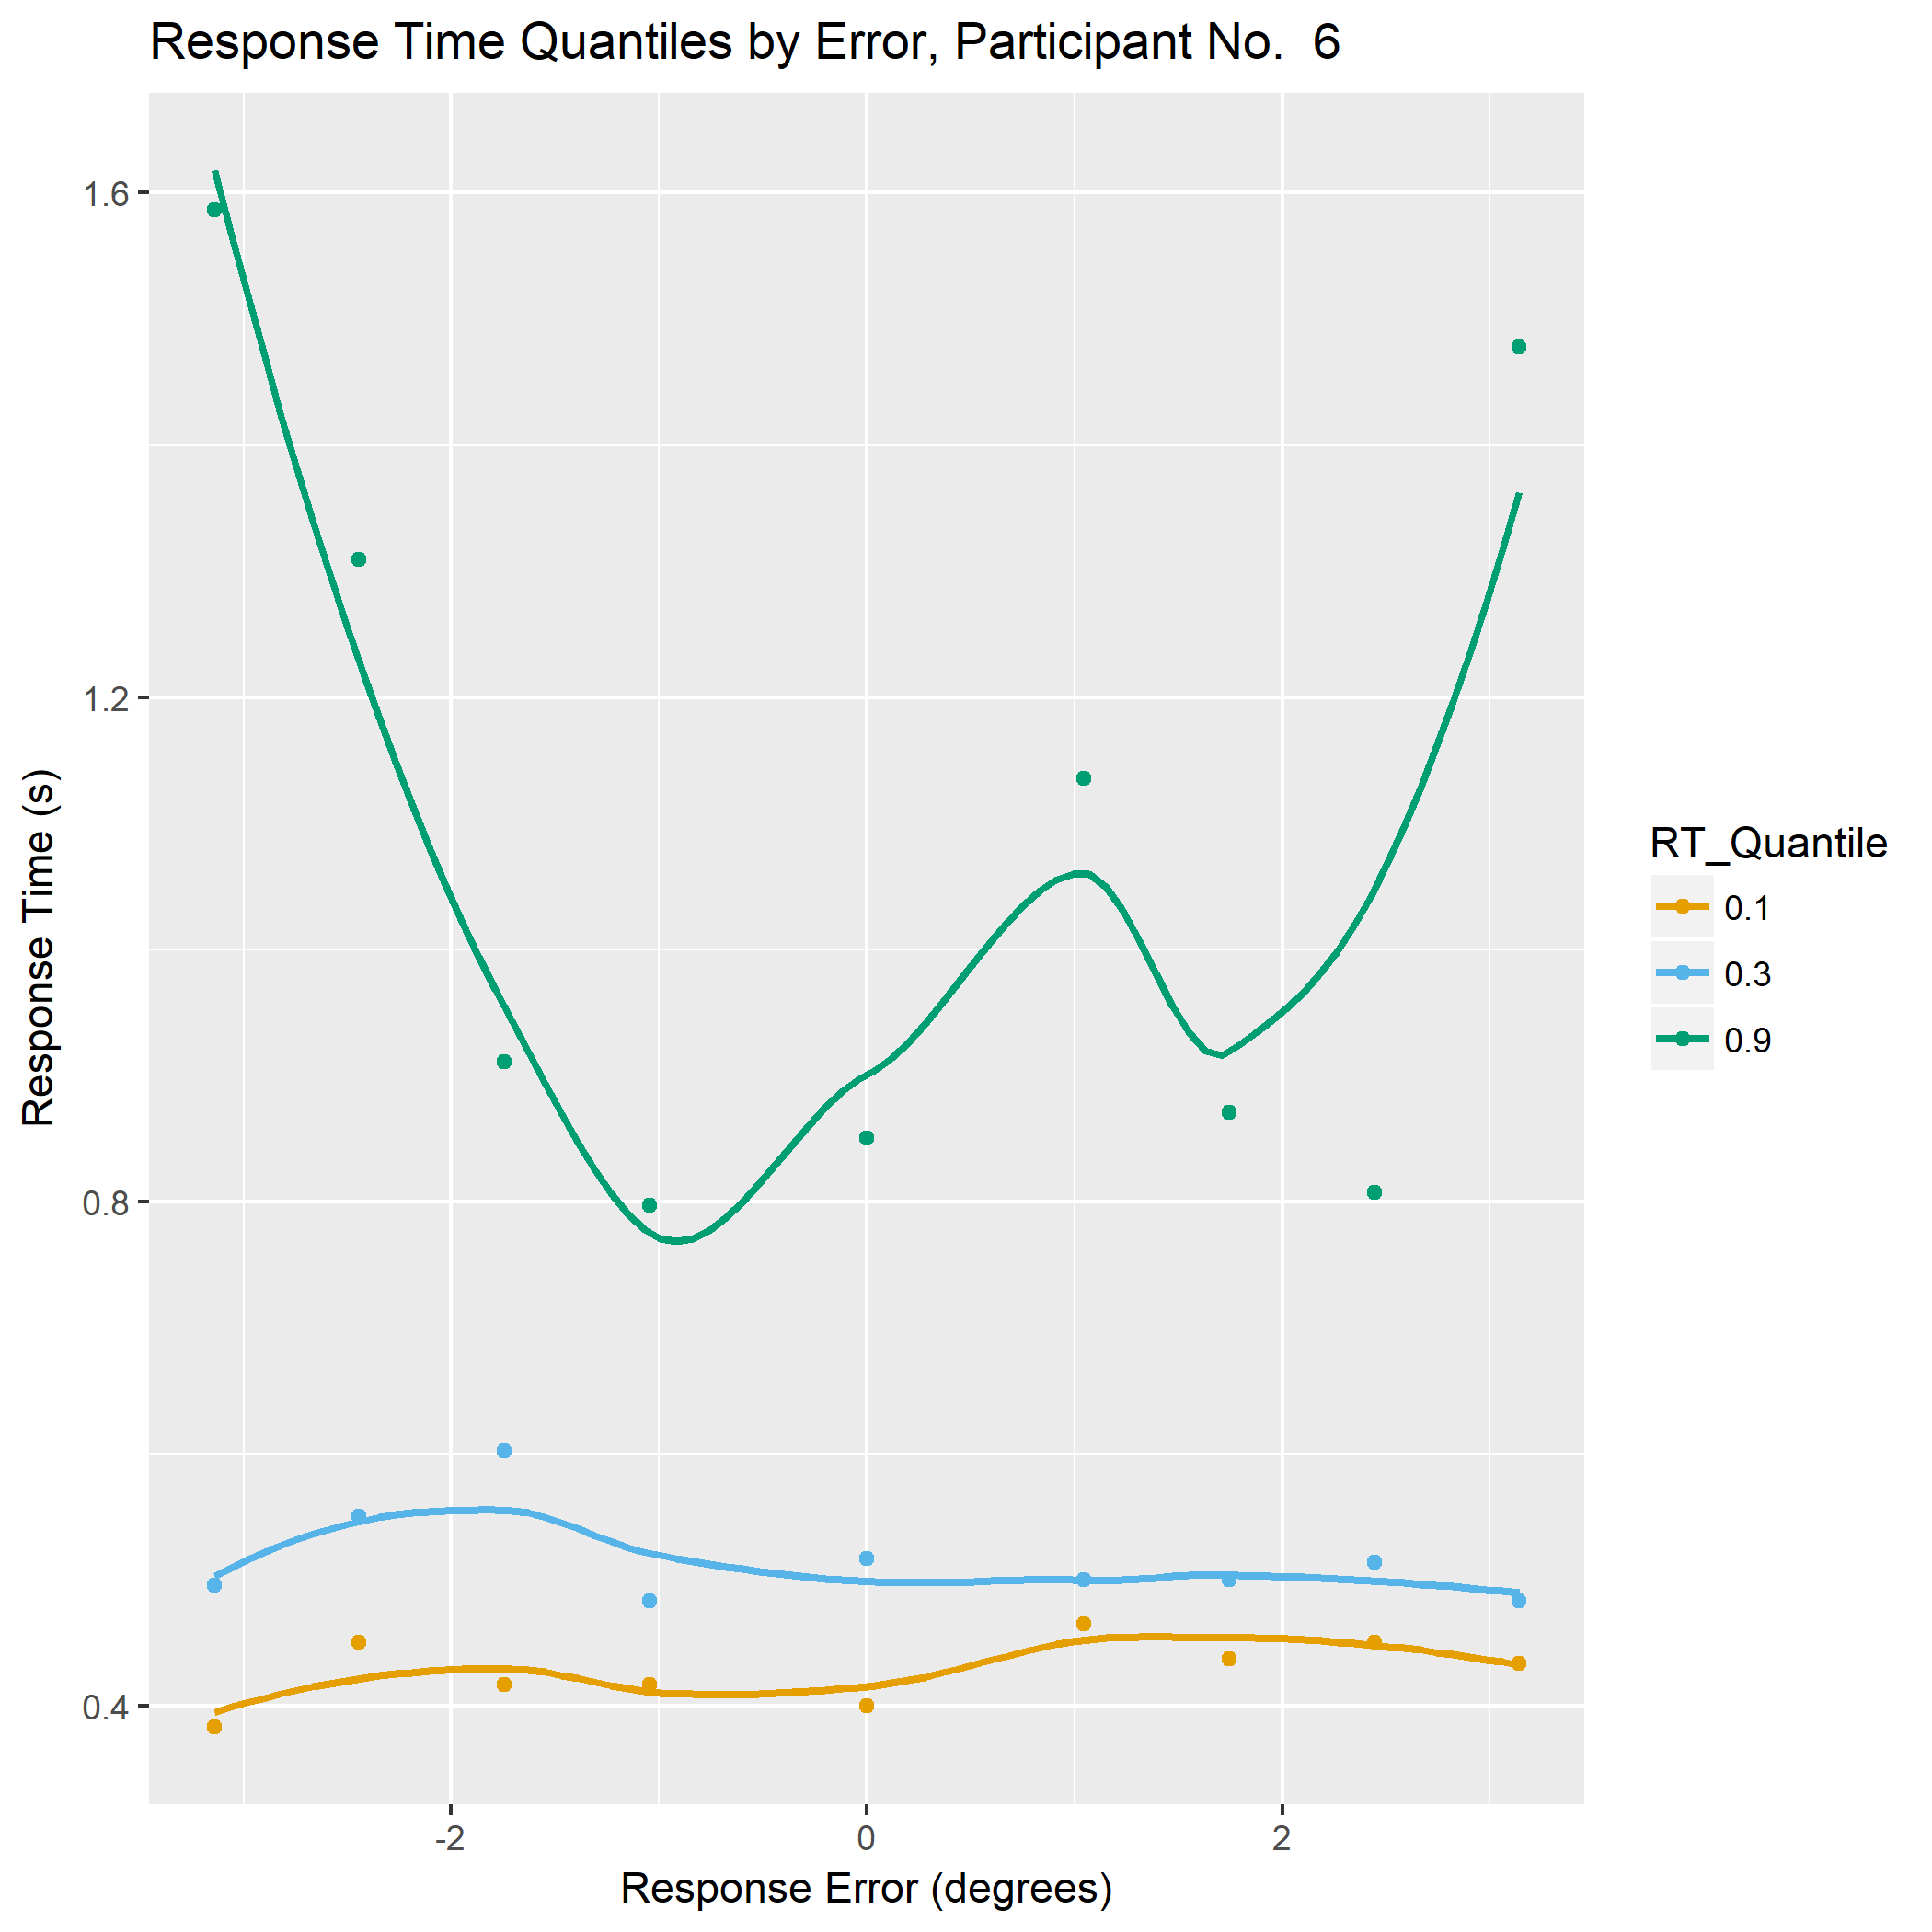 Response Time Quantiles by Error, Participant No.  6
1.6
1.2
0.8
0.4
Response Time (s)
-2
0
2
Response Error (degrees)
RT_Quantile
0.1
0.3
0.9